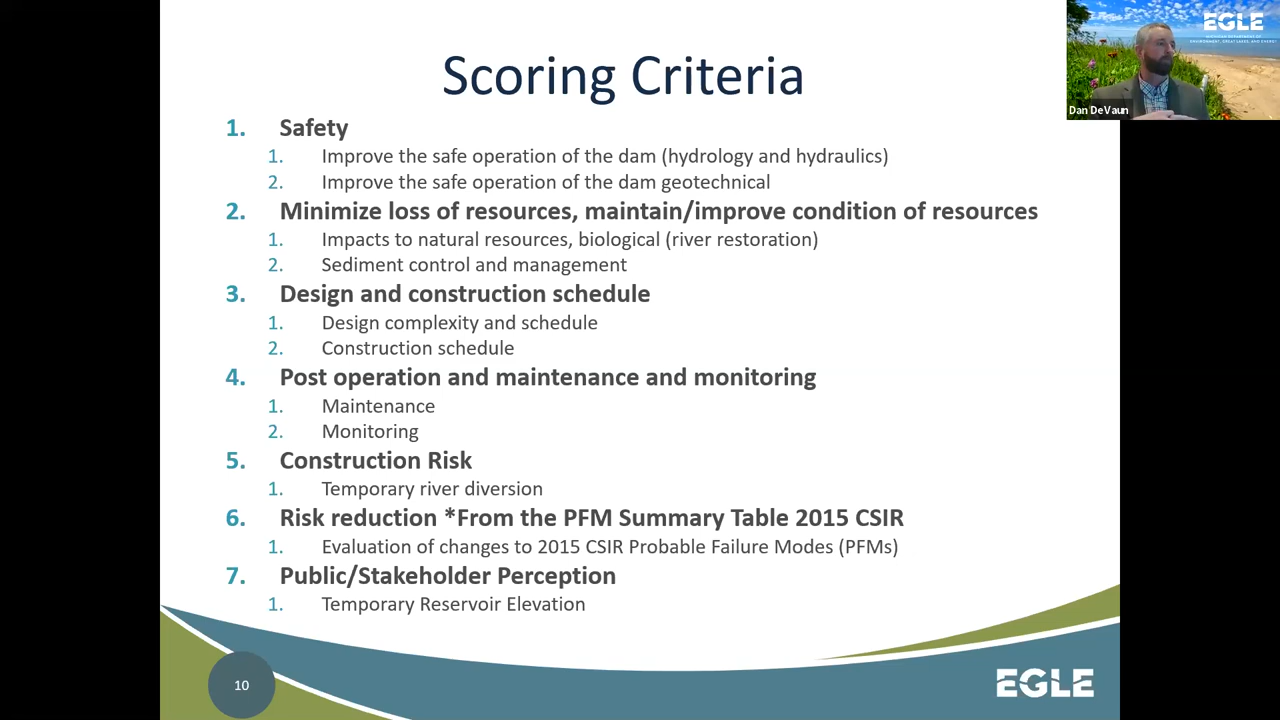 Scoring Criteria
1. Safety
1. Improve the safe operation of the dam (hydrology and hydraulics)
2. Improve the safe operation of the dam geotechnical
2. Minimize loss of resources, maintain/improve condition of resources
1. Impacts to natural resources, biological (river restoration)
2. Sediment control and management
3. Design and construction schedule
1. Design complexity and schedule
2. Construction schedule
4. Post operation and maintenance and monitoring
1. Maintenance
2. Monitoring
5. Construction Risk
1. Temporary river diversion
6. Risk reduction *From the PFM Summary Table 2015 CSIR
1. Evaluation of changes to 2015 CSIR Probable Failure Modes (PFMs)
7. Public/Stakeholder Perception
1. Temporary Reservoir Elevation
10
EGLE
EGLE
Dan DeVaun